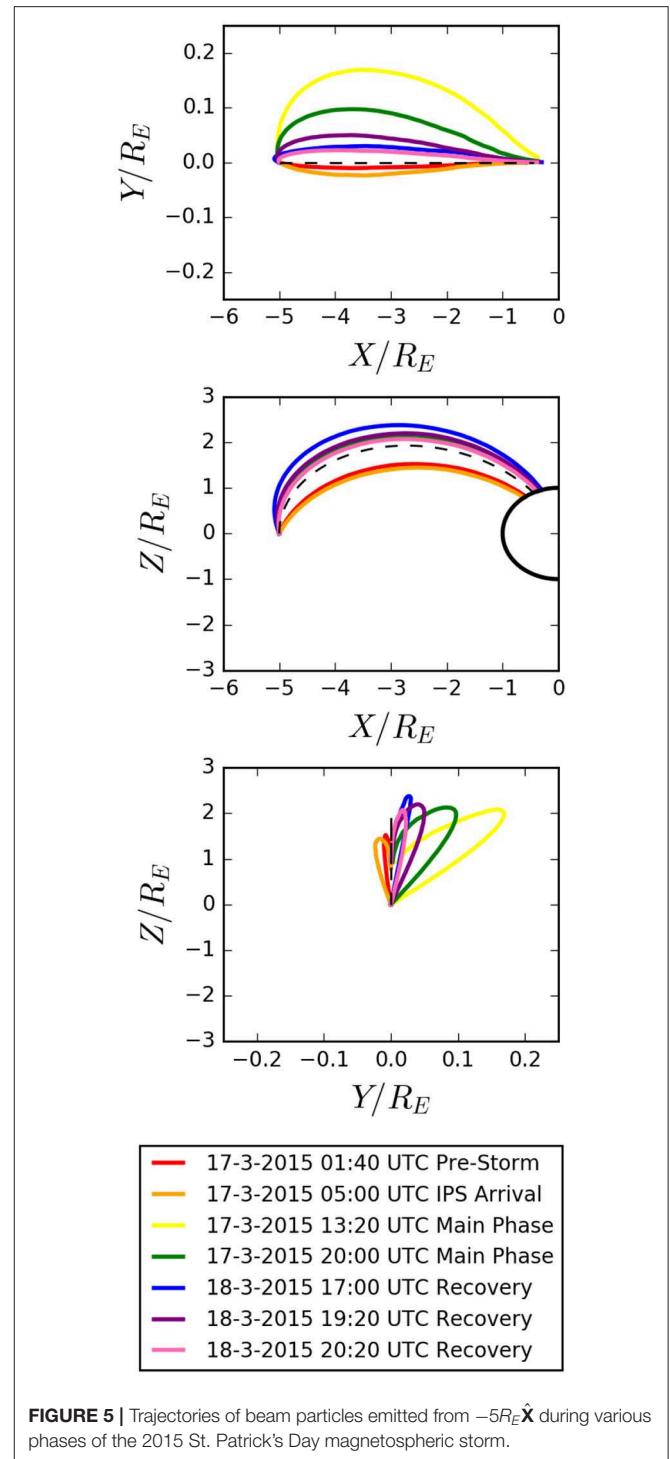 0.2
0.1
0.0
−0.1
−0.2
Y/R_E
−6 −5 −4 −3 −2 −1 0
X/R_E
3
2
1
0
−1
−2
−3
Z/R_E
−6 −5 −4 −3 −2 −1 0
X/R_E
3
2
1
0
−1
−2
−3
Z/R_E
−0.2 −0.1 0.0 0.1 0.2
Y/R_E
17-3-2015 01:40 UTC Pre-Storm
17-3-2015 05:00 UTC IPS Arrival
17-3-2015 13:20 UTC Main Phase
17-3-2015 20:00 UTC Main Phase
18-3-2015 17:00 UTC Recovery
18-3-2015 19:20 UTC Recovery
18-3-2015 20:20 UTC Recovery
FIGURE 5 | Trajectories of beam particles emitted from −5R_E X̂ during various
phases of the 2015 St. Patrick's Day magnetospheric storm.